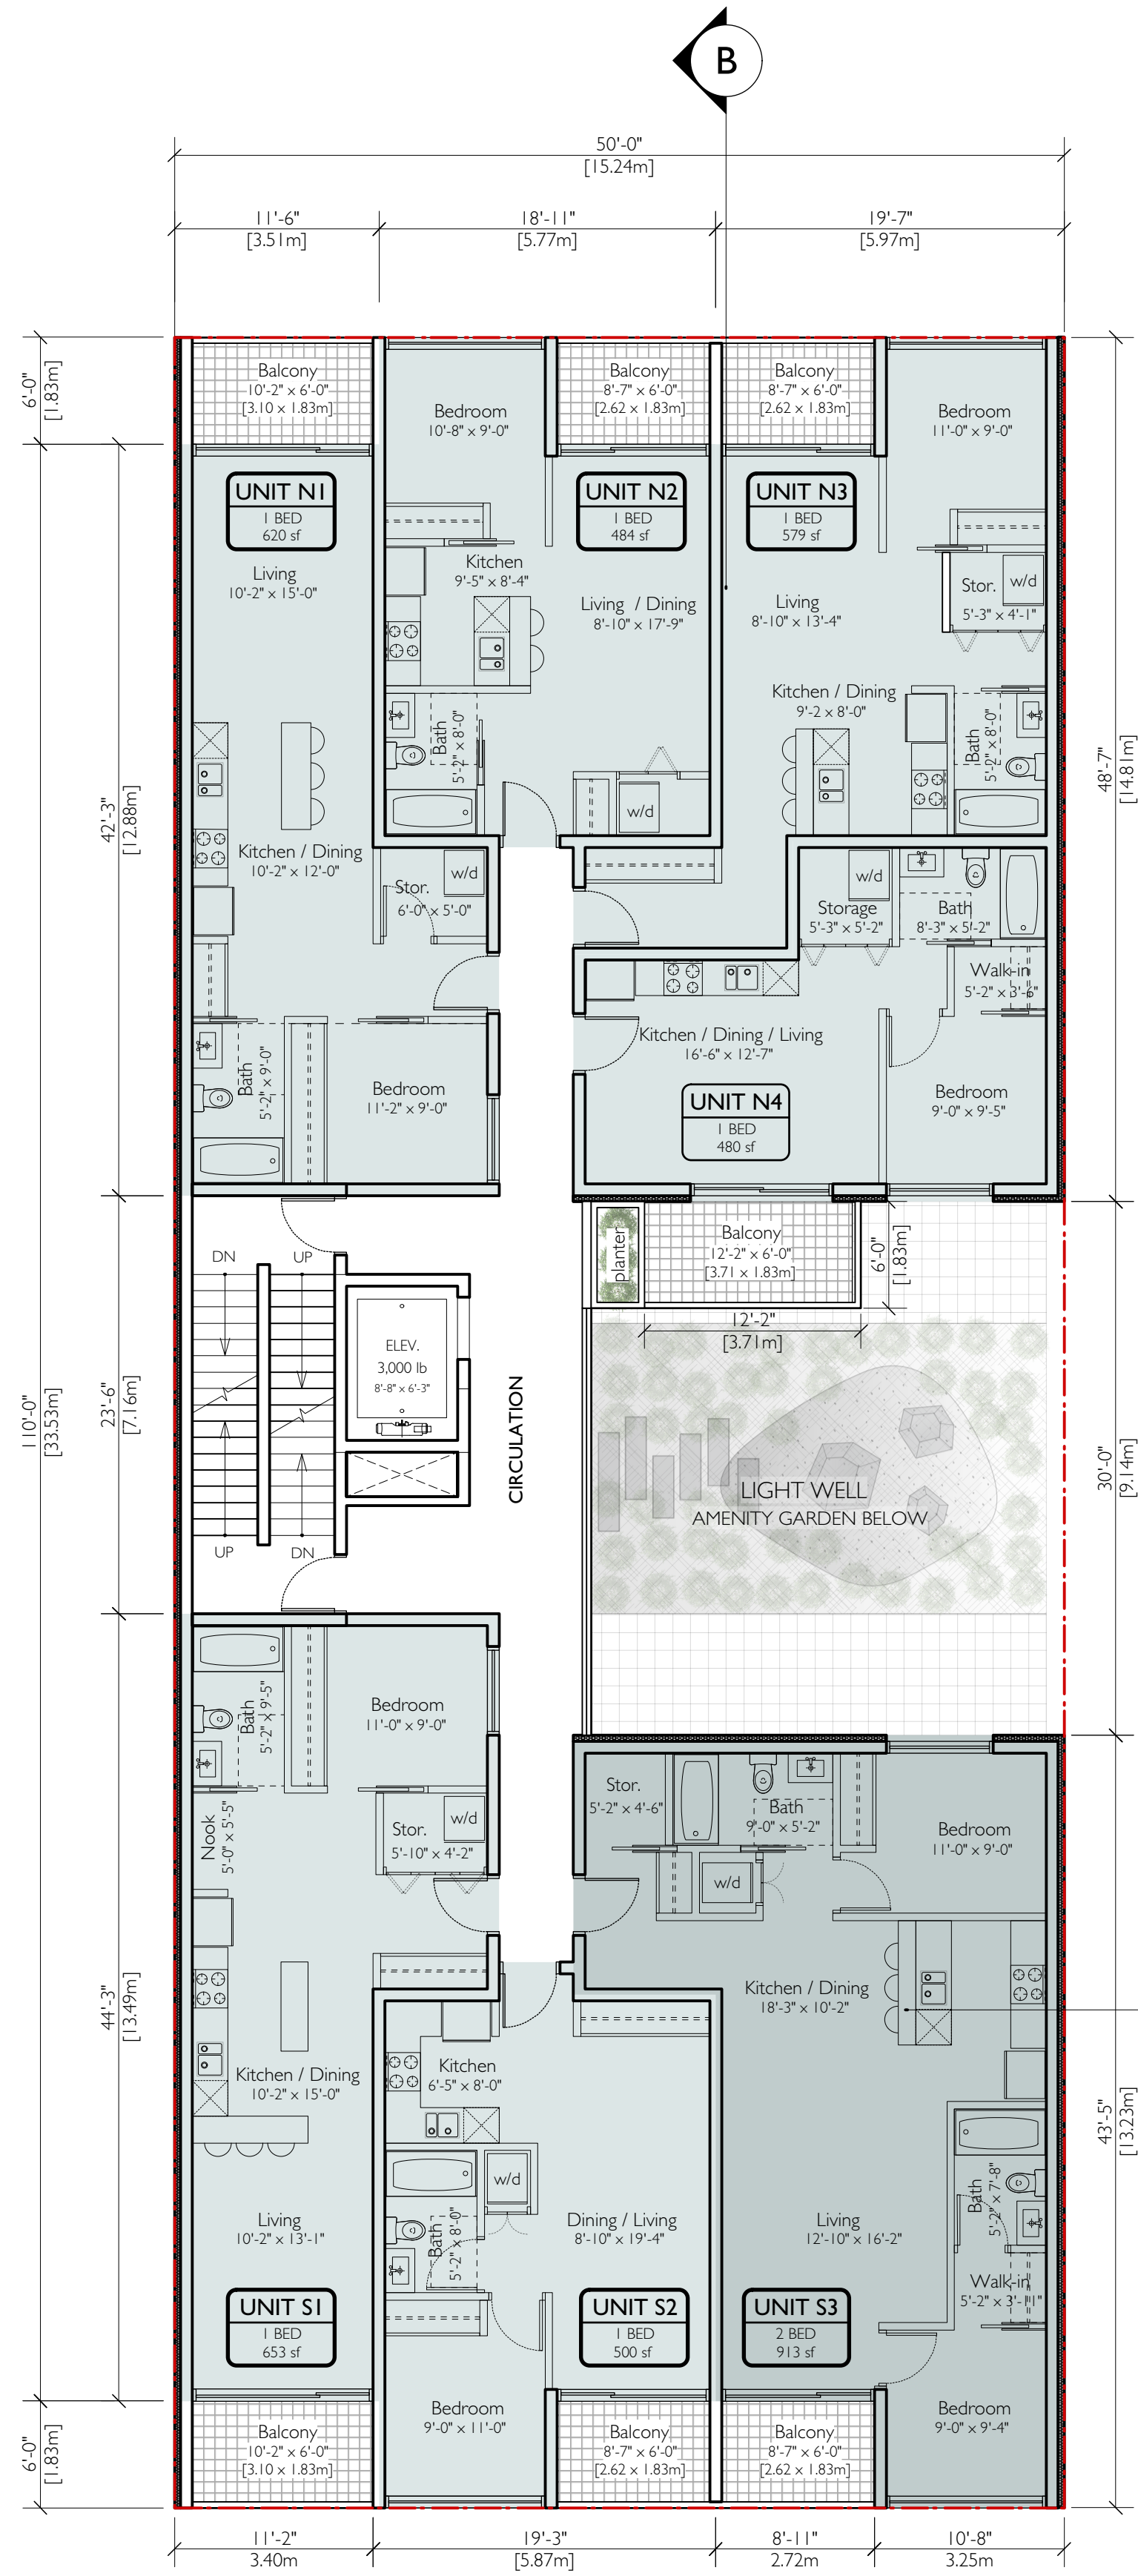 B
50'-0"
[15.24m]
11'-6"
[3.51m]
18'-11"
[5.77m]
19'-7"
[5.97m]
6'-0"
[1.83m]
Balcony
10'-2" x 6'-0"
[3.10 x 1.83m]
Bedroom
10'-8" x 9'-0"
Balcony
8'-7" x 6'-0"
[2.62 x 1.83m]
Balcony
8'-7" x 6'-0"
[2.62 x 1.83m]
Bedroom
11'-0" x 9'-0"
UNIT N1
1 BED
620 sf
UNIT N2
1 BED
484 sf
UNIT N3
1 BED
579 sf
Living
10'-2" x 15'-0"
Kitchen
9'-5" x 8'-4"
Living / Dining
8'-10" x 17'-9"
Living
8'-10" x 13'-4"
Stor.
w/d
5'-3" x 4'-1"
Kitchen / Dining
9'-2 x 8'-0"
Bath
5'-2" x 8'-0"
Bath
5'-2" x 8'-0"
w/d
42'-3"
[12.88m]
48'-7"
[14.81m]
Kitchen / Dining
10'-2" x 12'-0"
w/d
Stor.
6'-0" x 5'-0"
w/d
Storage
5'-3" x 5'-2"
Bath
8'-3" x 5'-2"
Walk-in
5'-2" x 3'-6"
Kitchen / Dining / Living
16'-6" x 12'-7"
Bath
5'-2" x 9'-0"
Bedroom
11'-2" x 9'-0"
UNIT N4
1 BED
480 sf
Bedroom
9'-0" x 9'-5"
DN
UP
planter
Balcony
12'-2" x 6'-0"
[3.71 x 1.83m]
6'-0"
[1.83m]
12'-2"
[3.71m]
ELEV.
3,000 lb
8'-8" x 6'-3"
110'-0"
[33.53m]
23'-6"
[7.16m]
CIRCULATION
LIGHT WELL
AMENITY GARDEN BELOW
30'-0"
[9.14m]
UP
DN
Bath
5'-2" x 9'-5"
Bedroom
11'-0" x 9'-0"
Nook
5'-0" x 5'-5"
w/d
Stor.
5'-10" x 4'-2"
Stor.
5'-2" x 4'-6"
Bath
9'-0" x 5'-2"
w/d
Bedroom
11'-0" x 9'-0"
44'-3"
[13.49m]
Kitchen / Dining
18'-3" x 10'-2"
Kitchen / Dining
10'-2" x 15'-0"
Kitchen
6'-5" x 8'-0"
43'-5"
[13.23m]
w/d
Bath
5'-2" x 8'-0"
Bath
5'-2" x 7'-8"
Living
10'-2" x 13'-1"
Dining / Living
8'-10" x 19'-4"
Living
12'-10" x 16'-2"
Walk-in
5'-2" x 3'-11"
UNIT S1
1 BED
653 sf
UNIT S2
1 BED
500 sf
UNIT S3
2 BED
913 sf
6'-0"
[1.83m]
Balcony
10'-2" x 6'-0"
[3.10 x 1.83m]
Bedroom
9'-0" x 11'-0"
Balcony
8'-7" x 6'-0"
[2.62 x 1.83m]
Balcony
8'-7" x 6'-0"
[2.62 x 1.83m]
Bedroom
9'-0" x 9'-4"
11'-2"
3.40m
19'-3"
[5.87m]
8'-11"
2.72m
10'-8"
3.25m